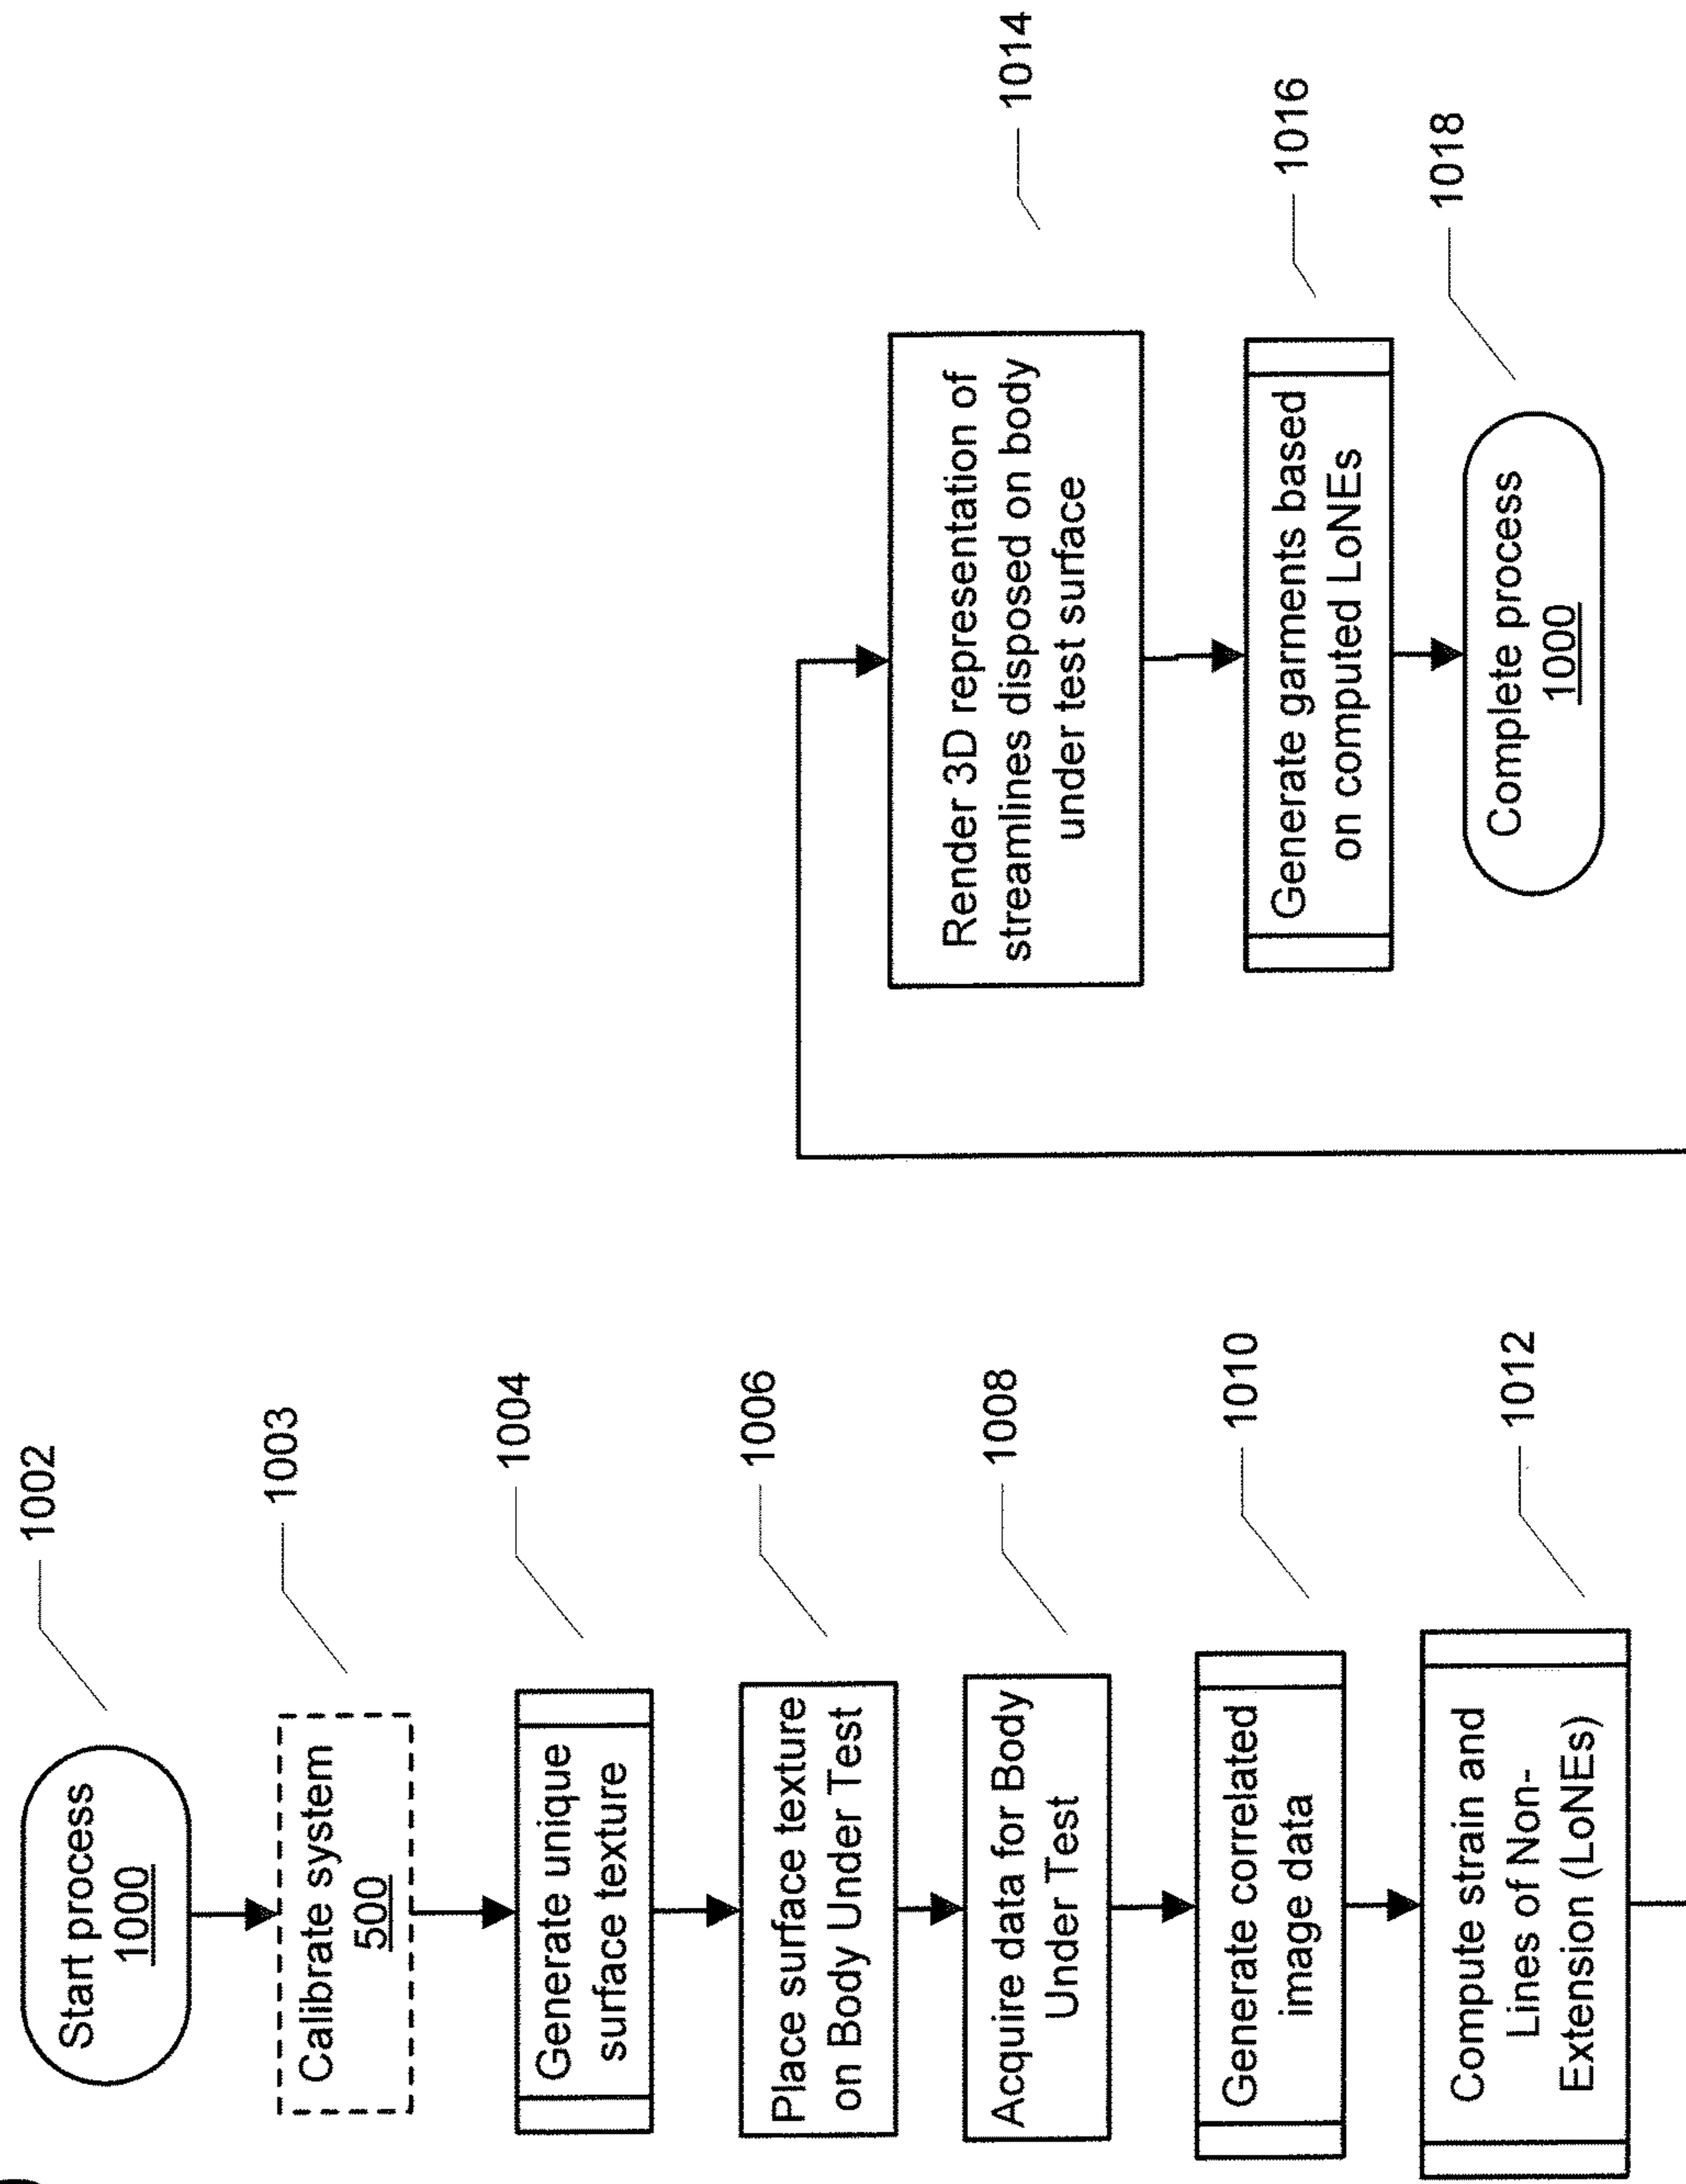 Start process
1000
1002
Calibrate system
500
1003
Generate unique
surface texture
1004
Place surface texture
on Body Under Test
1006
Acquire data for Body
Under Test
1008
Generate correlated
image data
1010
Compute strain and
Lines of Non-
Extension (LoNEs)
1012
Render 3D representation of
streamlines disposed on body
under test surface
1014
Generate garments based
on computed LoNEs
1016
Complete process
1000
1018